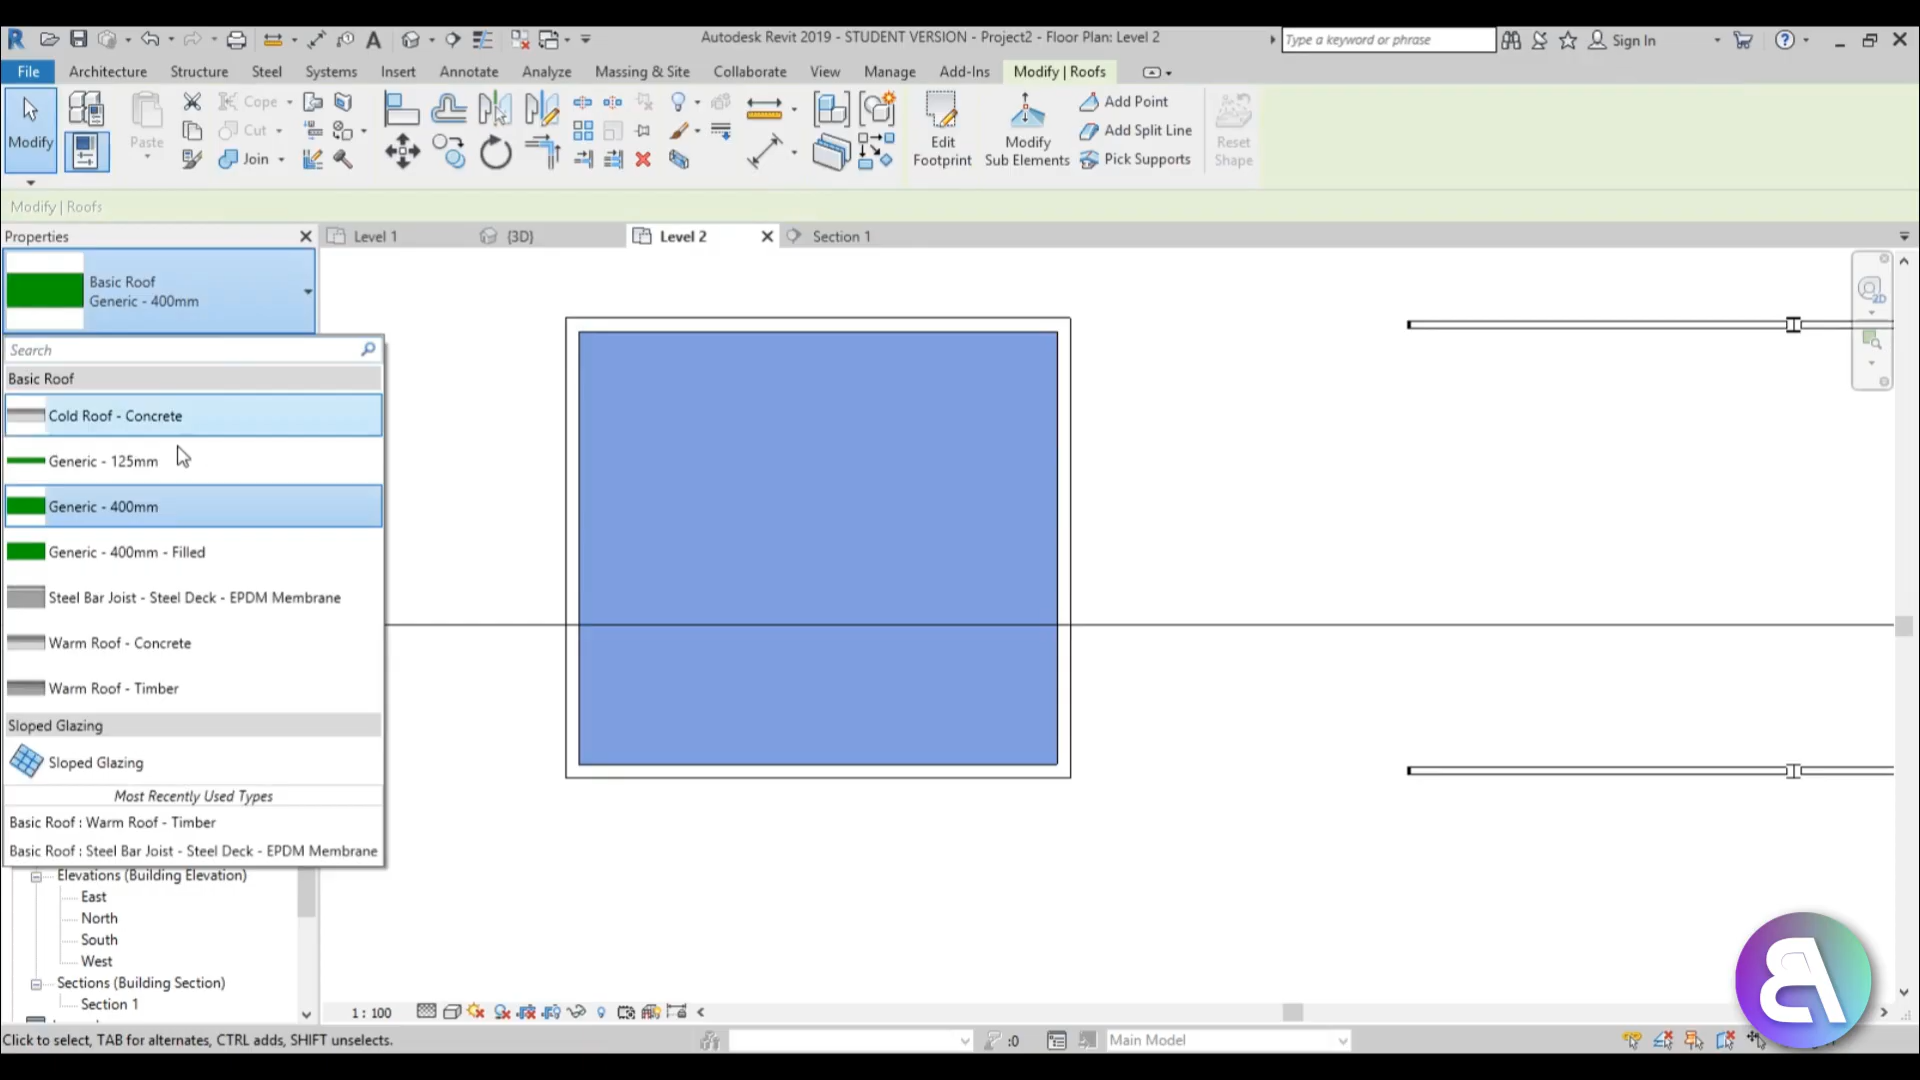 Autodesk Revit 2019 - STUDENT VERSION - Project2 - Floor Plan: Level 2
Type a keyword or phrase
Sign In
File Architecture Structure Steel Systems Insert Annotate Analyze Massing & Site Collaborate View Manage Add-Ins Modify | Roofs
Modify
Paste
Cope
Cut
Join
Edit
Footprint
Modify
Sub Elements
Add Point
Add Split Line
Pick Supports
Reset
Shape
Modify | Roofs
Properties
Level 1
{3D}
Level 2
Section 1
Basic Roof
Generic - 400mm
Search
Basic Roof
Cold Roof - Concrete
Generic - 125mm
Generic - 400mm
Generic - 400mm - Filled
Steel Bar Joist - Steel Deck - EPDM Membrane
Warm Roof - Concrete
Warm Roof - Timber
Sloped Glazing
Sloped Glazing
Most Recently Used Types
Basic Roof : Warm Roof - Timber
Basic Roof : Steel Bar Joist - Steel Deck - EPDM Membrane
Elevations (Building Elevation)
East
North
South
West
Sections (Building Section)
Section 1
2D
1 : 100
Click to select, TAB for alternates, CTRL adds, SHIFT unselects.
:0
Main Model